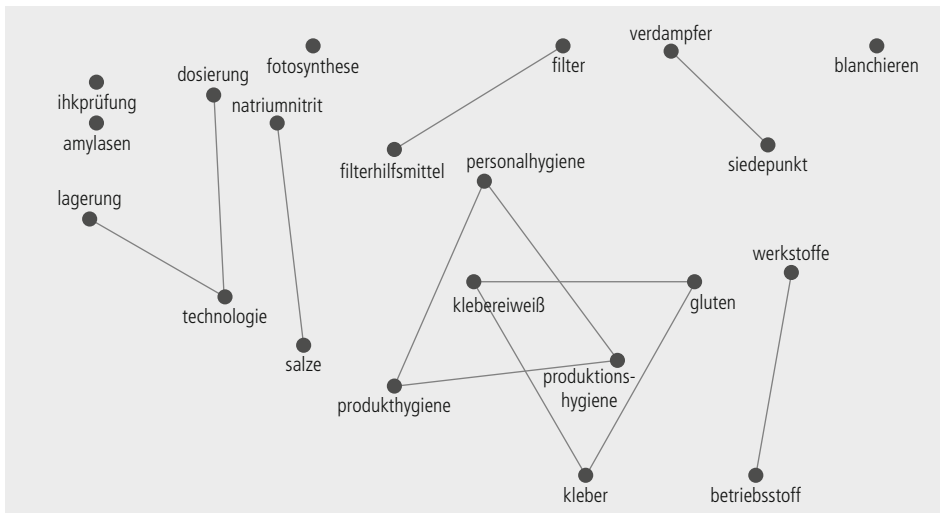 verdampfer
fotosynthese
filter
blanchieren
dosierung
ihkprüfung
natriumnitrit
amylasen
filterhilfsmittel
personalhygiene
siedepunkt
lagerung
werkstoffe
klebereiweiß
gluten
technologie
salze
produktions-
hygiene
produkthygiene
kleber
betriebsstoff